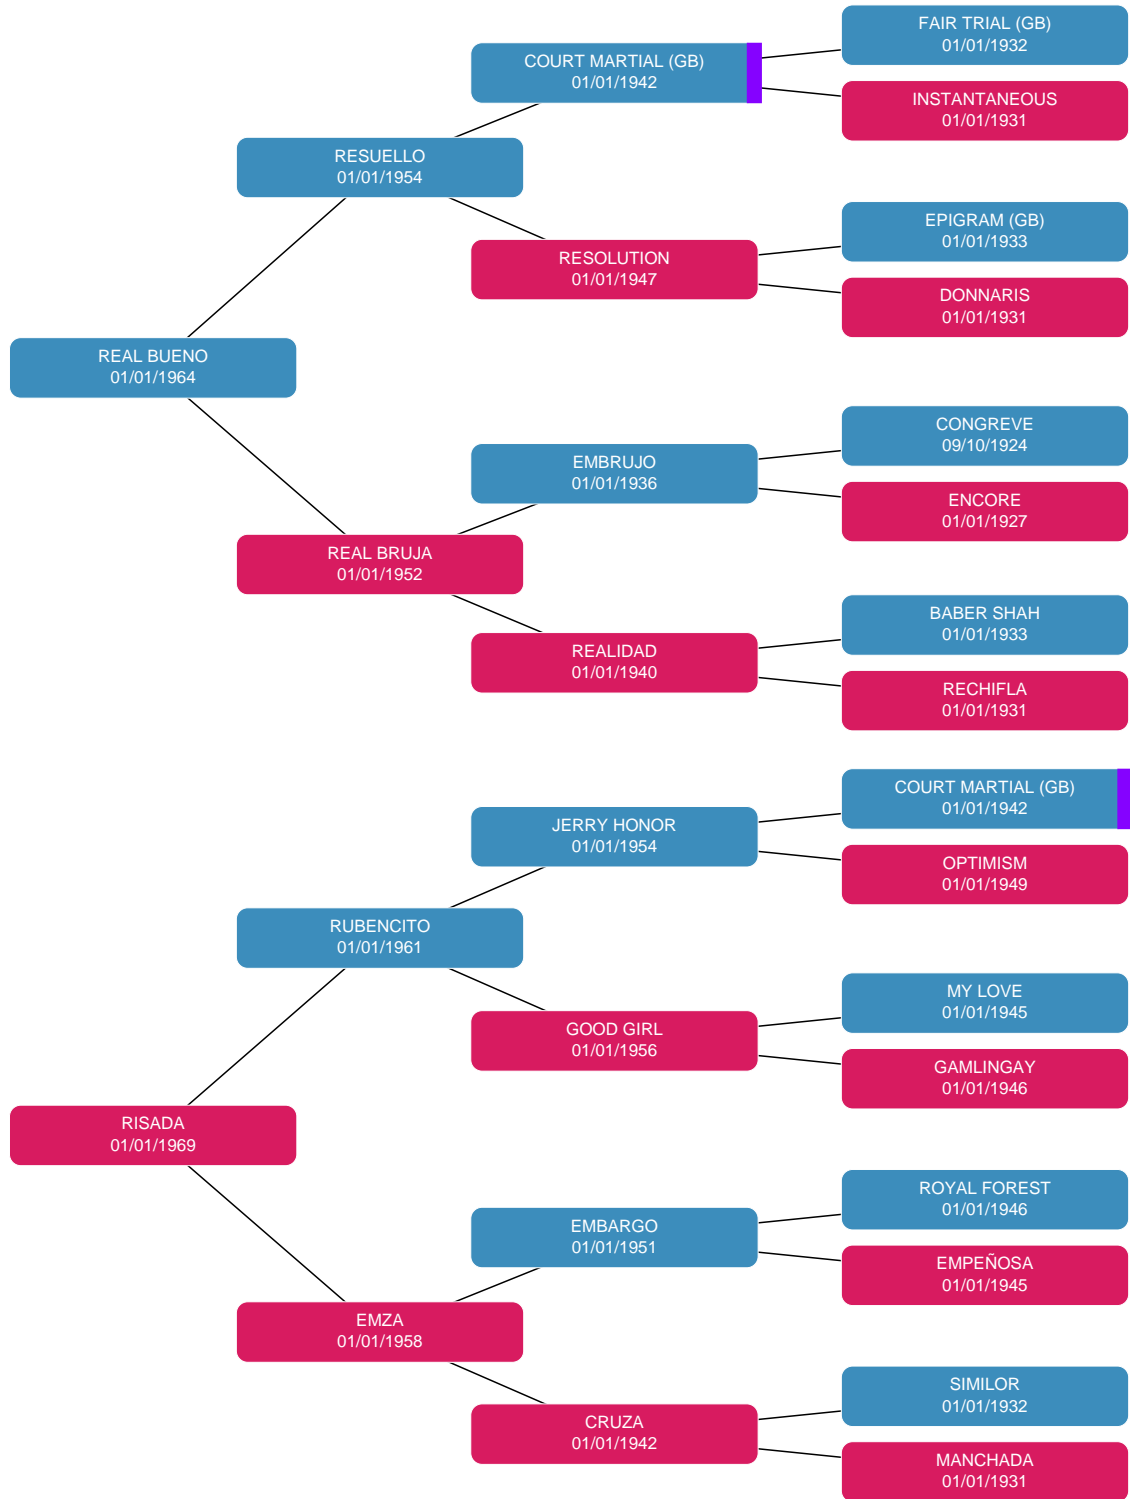 FAIR TRIAL (GB)
01/01/1932
COURT MARTIAL (GB)
01/01/1942
INSTANTANEOUS
01/01/1931
RESUELLO
01/01/1954
EPIGRAM (GB)
01/01/1933
RESOLUTION
01/01/1947
DONNARIS
01/01/1931
REAL BUENO
01/01/1964
CONGREVE
09/10/1924
EMBRUJO
01/01/1936
ENCORE
01/01/1927
REAL BRUJA
01/01/1952
BABER SHAH
01/01/1933
REALIDAD
01/01/1940
RECHIFLA
01/01/1931
COURT MARTIAL (GB)
01/01/1942
JERRY HONOR
01/01/1954
OPTIMISM
01/01/1949
RUBENCITO
01/01/1961
MY LOVE
01/01/1945
GOOD GIRL
01/01/1956
GAMLINGAY
01/01/1946
RISADA
01/01/1969
ROYAL FOREST
01/01/1946
EMBARGO
01/01/1951
EMPEÑOSA
01/01/1945
EMZA
01/01/1958
SIMILOR
01/01/1932
CRUZA
01/01/1942
MANCHADA
01/01/1931